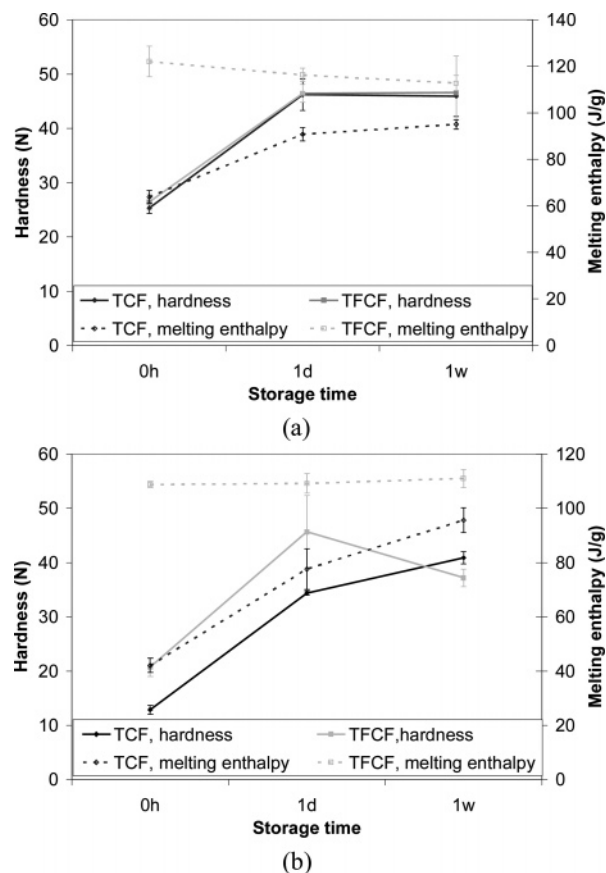 60
50
40
30
20
10
0
Hardness (N)
140
120
100
80
60
40
20
0
Melting enthalpy (J/g)
TCF, hardness
TFCF, hardness
TCF, melting enthalpy
TFCF, melting enthalpy
0h
1d
1w
Storage time
(a)
60
50
40
30
20
10
0
Hardness (N)
120
100
80
60
40
20
0
Melting enthalpy (J/g)
TCF, hardness
TFCF,hardness
TCF, melting enthalpy
TFCF, melting enthalpy
0h
1d
1w
Storage time
(b)